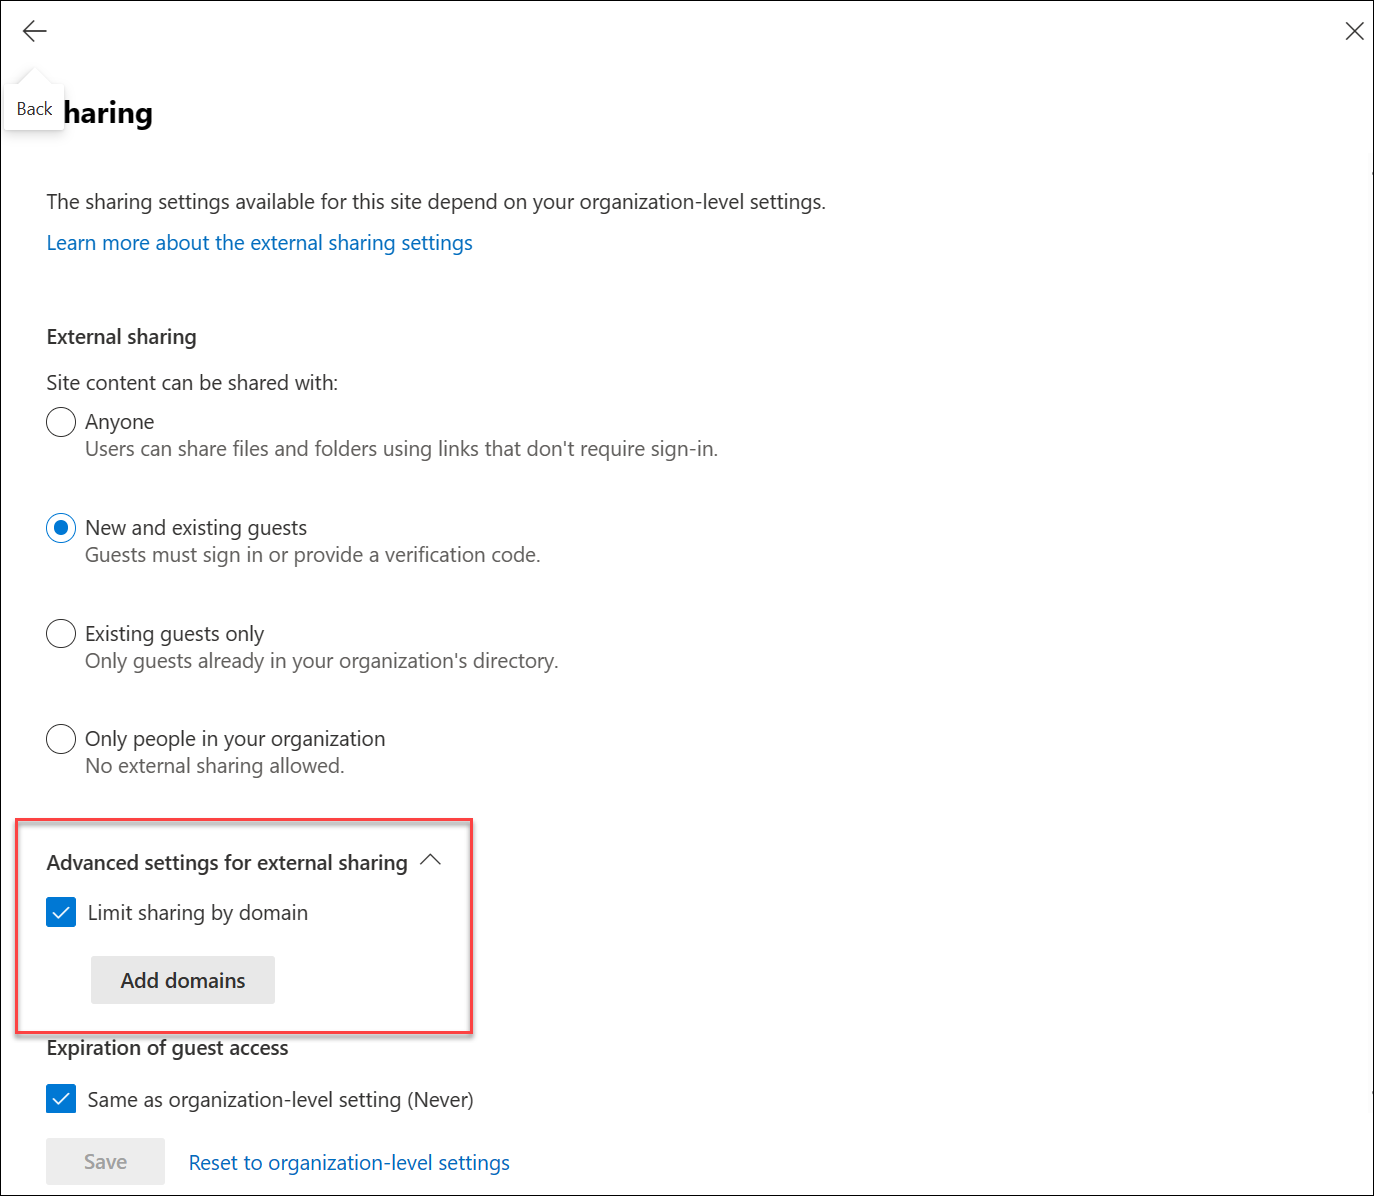 Back
haring
The sharing settings available for this site depend on your organization-level settings.
Learn more about the external sharing settings
External sharing
Site content can be shared with:
Anyone
Users can share files and folders using links that don't require sign-in.
New and existing guests
Guests must sign in or provide a verification code.
Existing guests only
Only guests already in your organization's directory.
Only people in your organization
No external sharing allowed.
Advanced settings for external sharing
Limit sharing by domain
Add domains
Expiration of guest access
Same as organization-level setting (Never)
Save Reset to organization-level settings